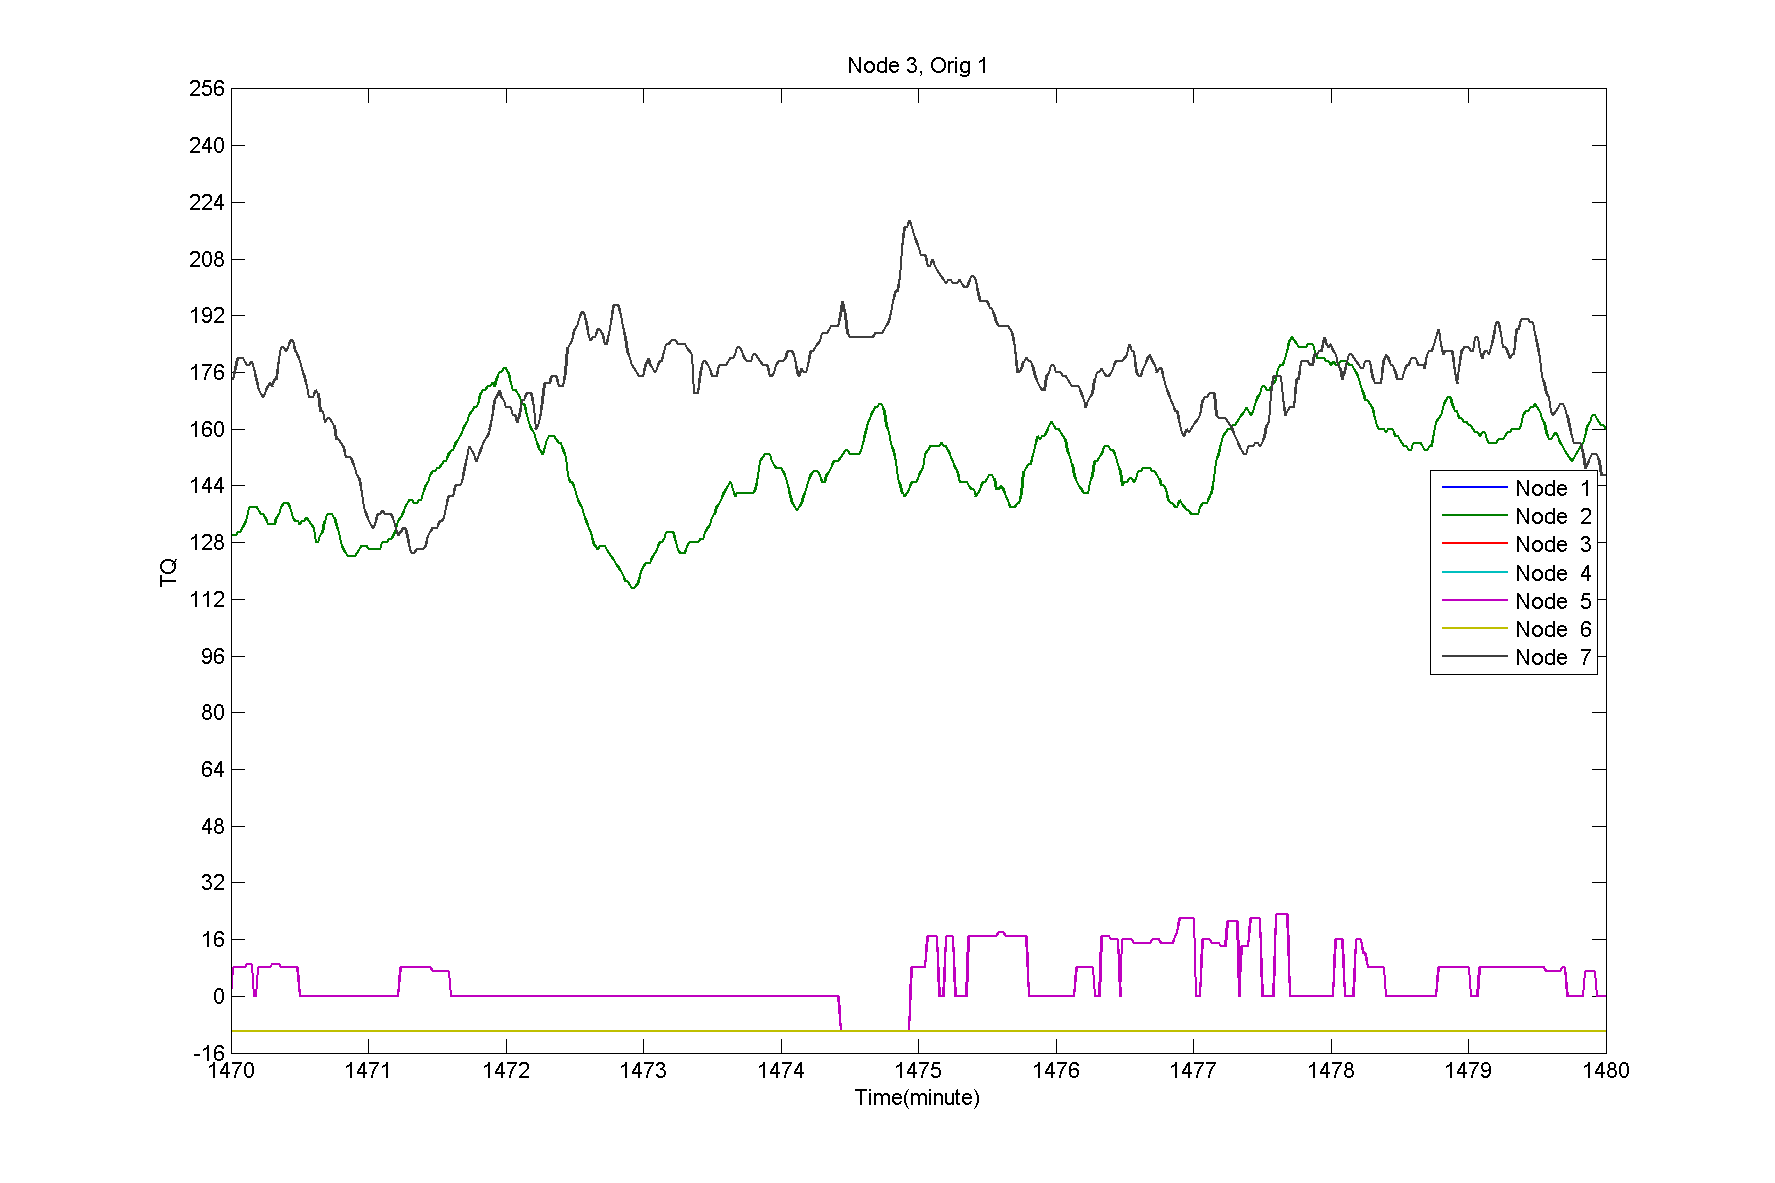 Node 3, Orig 1
256
240
224
208
192
176
160
144
128
112
96
80
64
48
32
16
0
-16
TQ
Node 1
Node 2
Node 3
Node 4
Node 5
Node 6
Node 7
1470 1471 1472 1473 1474 1475 1476 1477 1478 1479 1480
Time(minute)